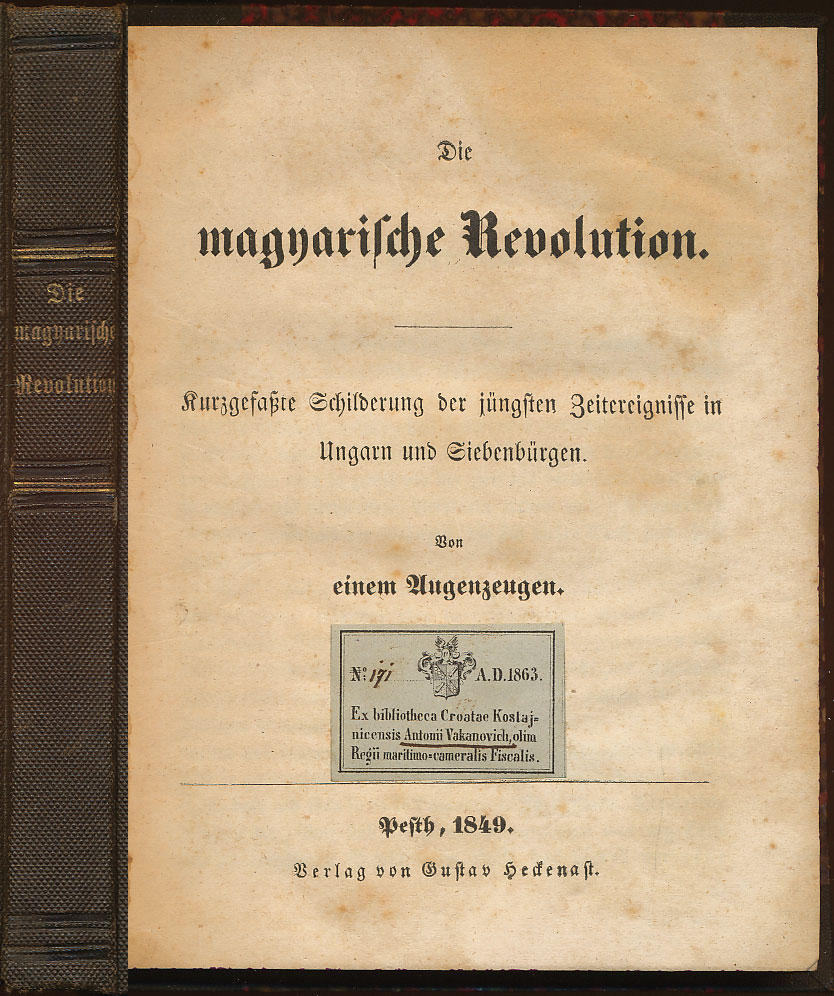 Die
magyarische
Revolution
Die
magyarische Revolution.
Kurzgefaßte Schilderung der jüngsten Zeitereignisse in
Ungarn und Siebenbürgen.
Von
einem Augenzeugen.
No: 171 A.D.1863.
Ex bibliotheca Croatae Kostaj=
nicensis Antonii Vakanovich, olim
Regii maritimo=cameralis Fiscalis.
Pesth, 1849.
Verlag von Gustav Heckenast.